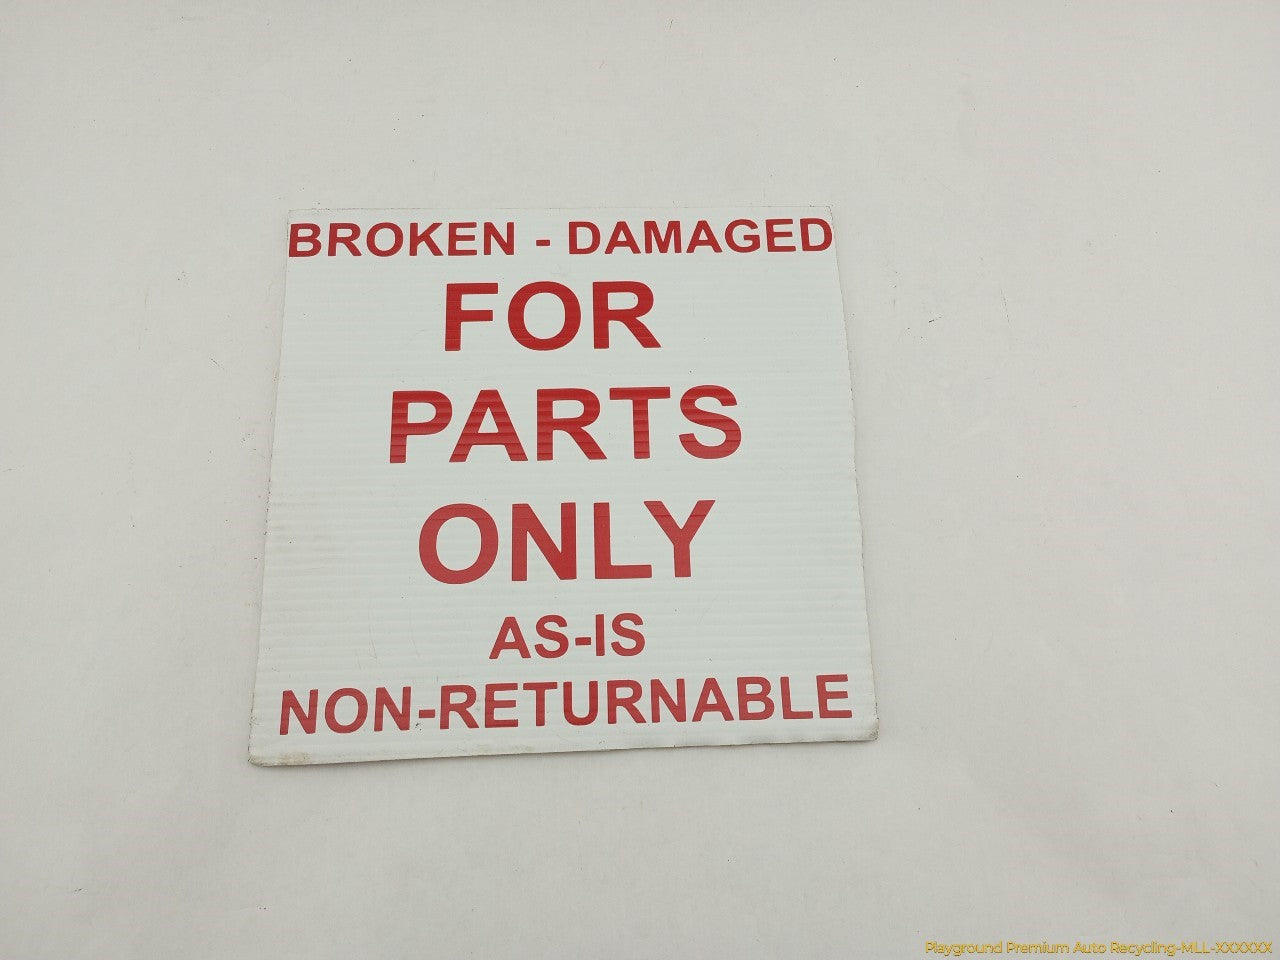 BROKEN - DAMAGED
FOR
PARTS
ONLY
AS-IS
NON-RETURNABLE
Playground Premium Auto Recycling-MLL-XXXXXX